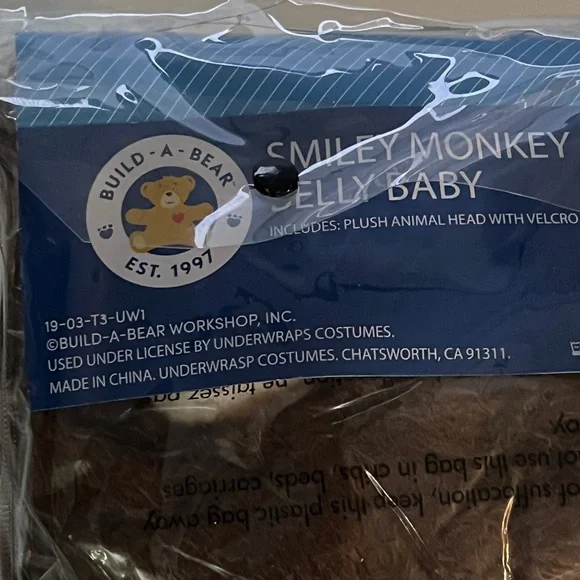 BUILD-A-BEAR
EST. 1997
SMILEY MONKEY
BELLY BABY
INCLUDES: PLUSH ANIMAL HEAD WITH VELCRO
19-03-T3-UW1
©BUILD-A-BEAR WORKSHOP, INC.
USED UNDER LICENSE BY UNDERWRAPS COSTUMES.
MADE IN CHINA. UNDERWRASP COSTUMES. CHATSWORTH, CA 91311.
of suffocation, keep this plastic bag away
use this bag in cribs, beds, carriages
ne laissez